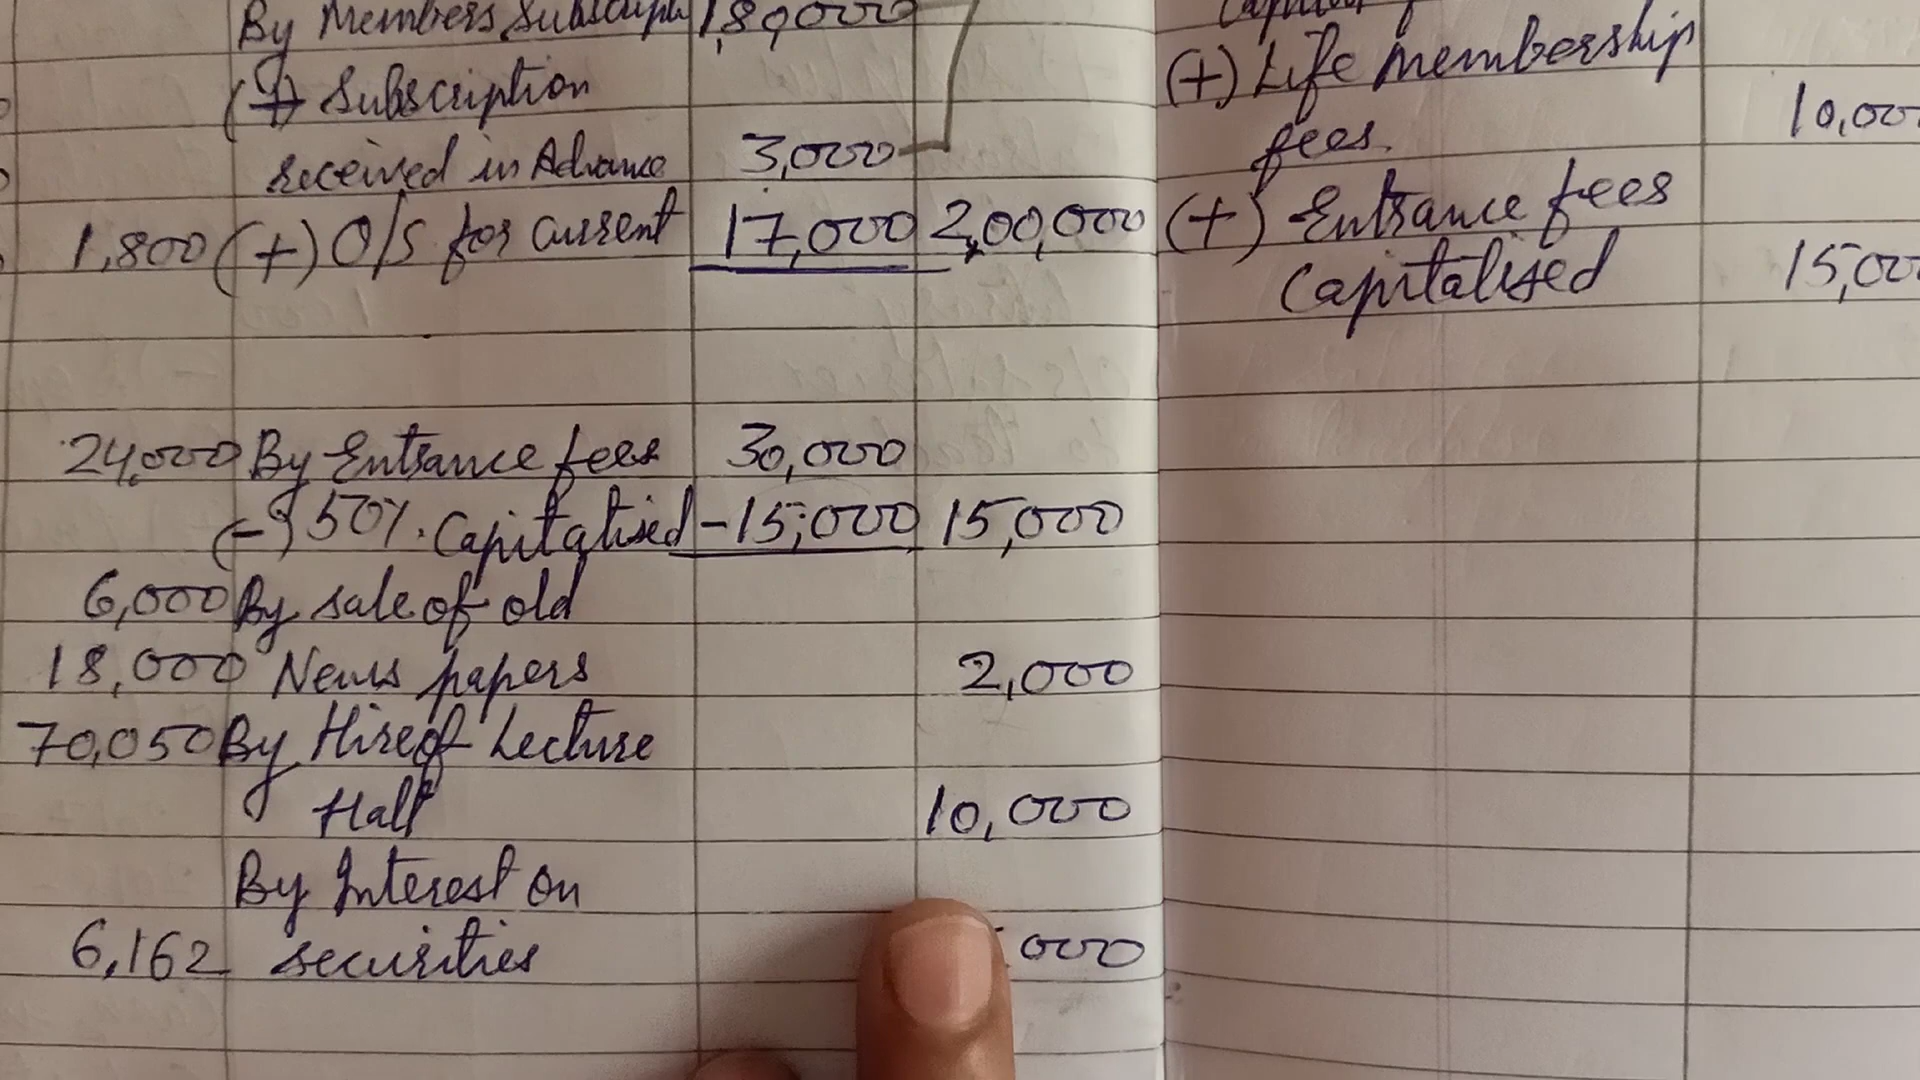 By Members Subscripti 1,80,000
(+) Subscription
received in Advance 3,000
1,800 (+) O/S for current 17,000 2,00,000
24,000 By Entrance fees 30,000
(-) 50%. Capitalised -15,000 15,000
6,000 By sale of old
18,000 News papers 2,000
70,050 By Hire of Lecture
Hall 10,000
By Interest on
6,162 securities 000
(+) Life membership
fees. 10,00
(+) Entrance fees
Capitalised 15,00